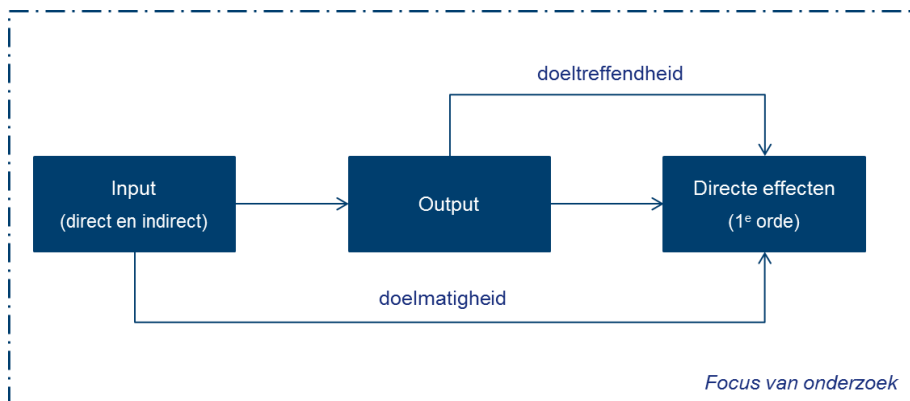 doeltreffendheid
Input
(direct en indirect)
Output
Directe effecten
(1e orde)
doelmatigheid
Focus van onderzoek